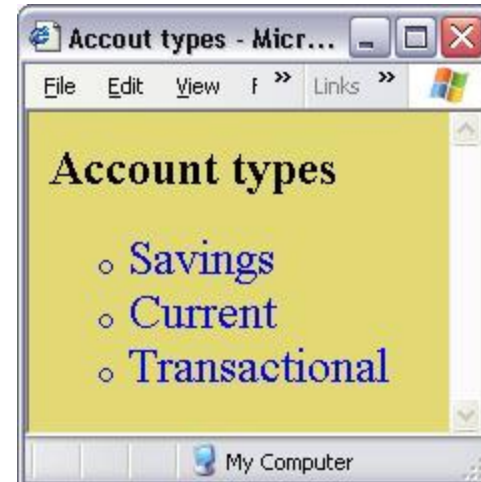 Accout types - Micr...
File Edit View F » Links »
Account types
Savings
Current
Transactional
My Computer